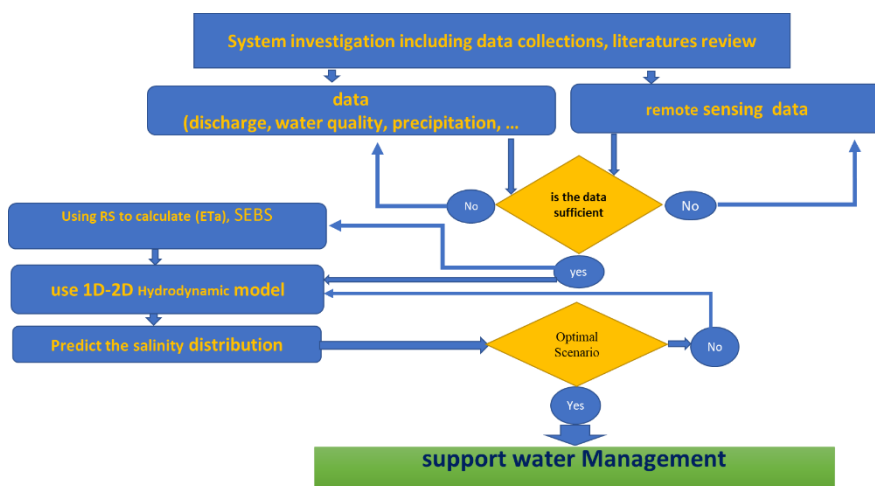 System investigation including data collections, literatures review
data
(discharge, water quality, precipitation, ...
remote sensing data
is the data
sufficient
No
No
Using RS to calculate (ETa), SEBS
yes
use 1D-2D Hydrodynamic model
Predict the salinity distribution
Optimal
Scenario
No
Yes
support water Management